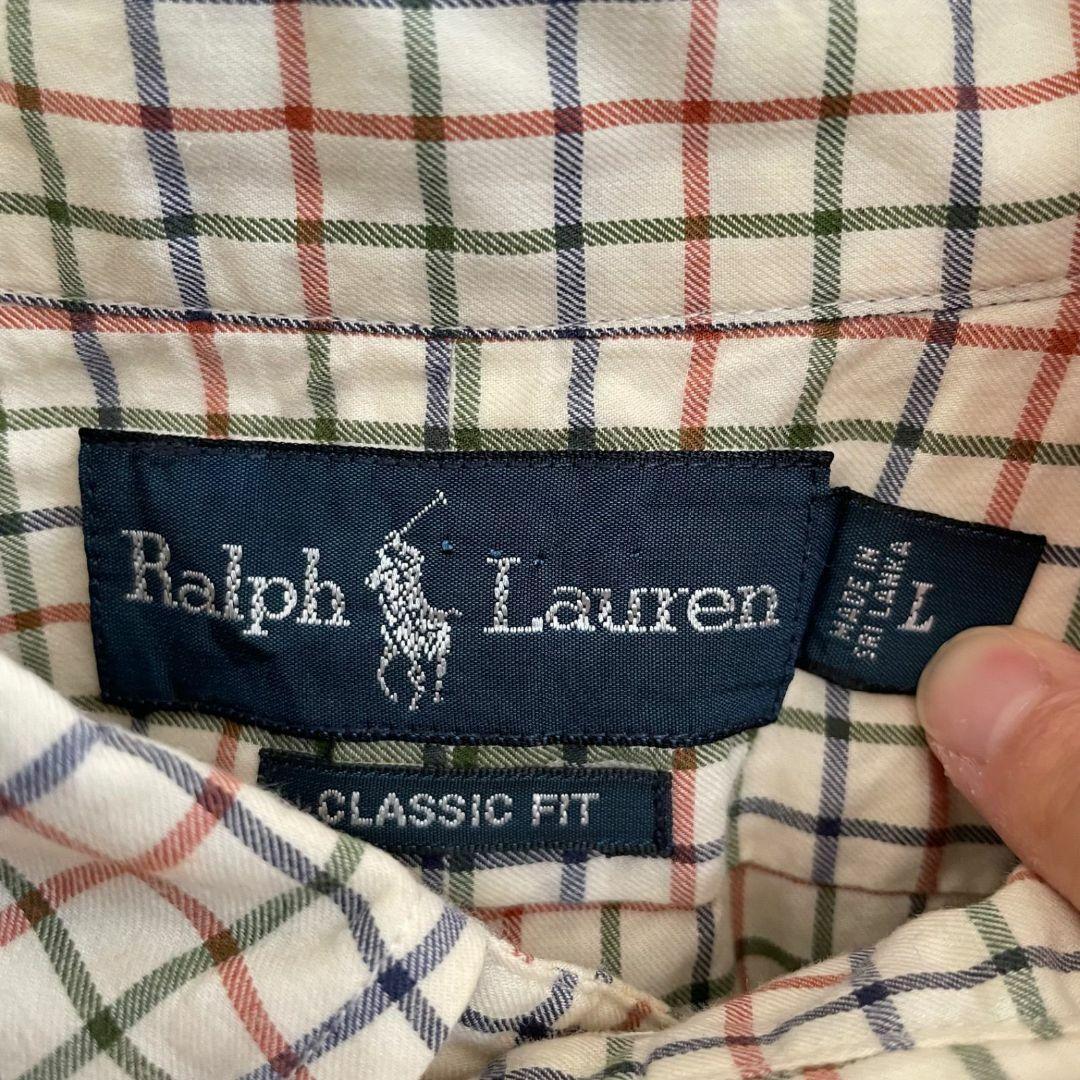 Ralph Lauren
MADE IN
SRI LANKA
L
CLASSIC FIT